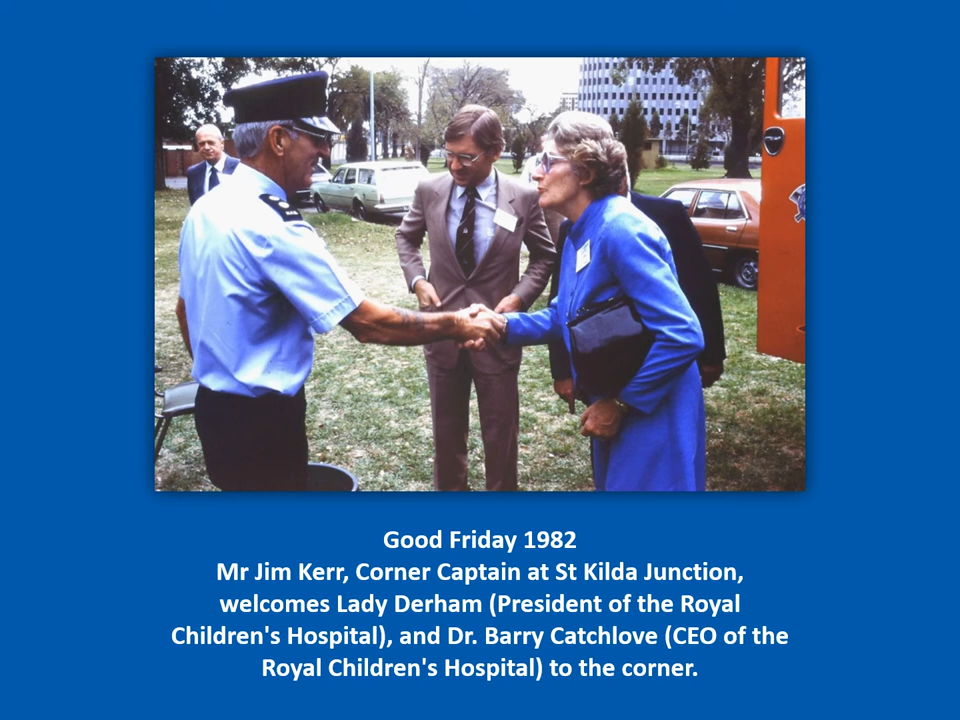 Good Friday 1982
Mr Jim Kerr, Corner Captain at St Kilda Junction,
welcomes Lady Derham (President of the Royal
Children's Hospital), and Dr. Barry Catchlove (CEO of the
Royal Children's Hospital) to the corner.